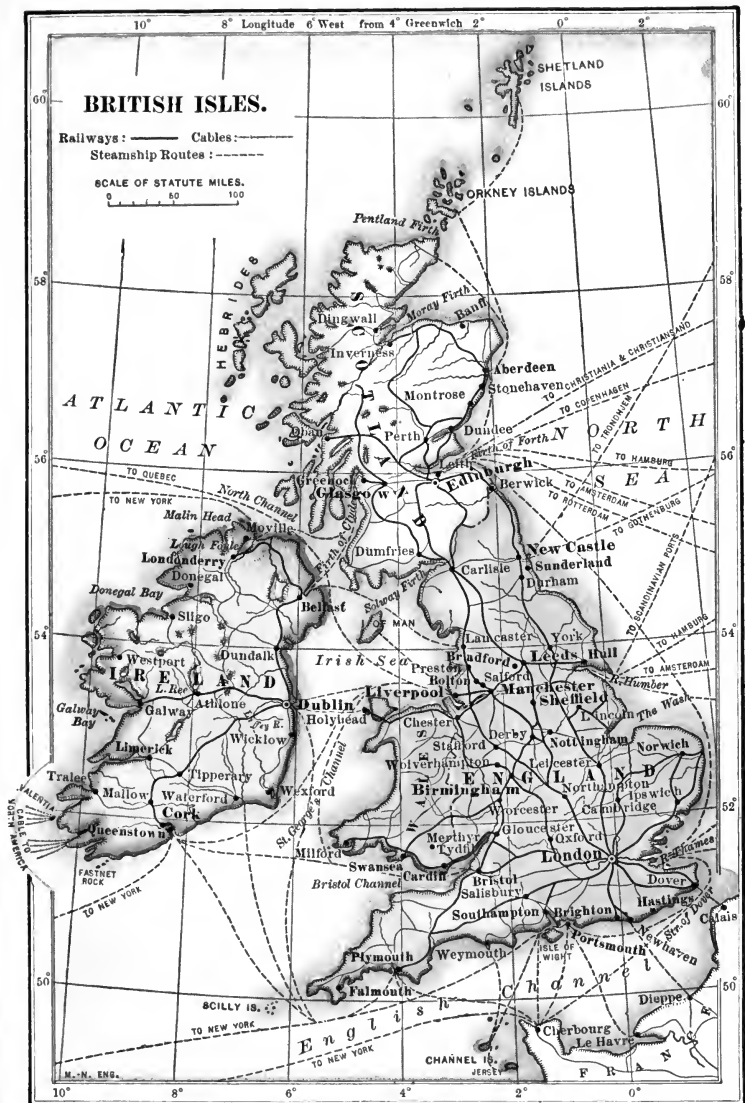 10° 8° Longitude 6° West from 4° Greenwich 2°
SHETLAND
ISLANDS
60° 60°
BRITISH ISLES.
Railways: Cables:
Steamship Routes:
SCALE OF STATUTE MILES.
0 50 100
ORKNEY ISLANDS
Pentland Firth
58° 58°
HEBRIDES
SCOTLAND
Moray Firth
Banff
Dingwall
Inverness
Aberdeen
Stonehaven
Montrose
TO CHRISTIANIA & CHRISTIANSAND
TO COPENHAGEN
TO TRONDHJEM
ATLANTIC
OCEAN
NORTH
SEA
Oban
Perth
Dundee
Firth of Forth
Leith
Edinburgh
TO HAMBURG
TO AMSTERDAM
TO ROTTERDAM
TO GOTHENBURG
56° 56°
TO QUEBEC
TO NEW YORK
North Channel
Greenock
Glasgow
Berwick
Malin Head
Moville
Lough Foyle
Londonderry
Donegal
Firth of Clyde
Dumfries
Carlisle
New Castle
Sunderland
Durham
TO SCANDINAVIAN PORTS
Donegal Bay
Belfast
Solway Firth
I. OF MAN
Sligo
54° 54°
Lancaster
York
TO HAMBURG
Dundalk
Irish Sea
Bradford
Leeds
Hull
TO AMSTERDAM
Westport
IRELAND
Preston
Bolton
Salford
R. Humber
L. Ree
Athlone
Dublin
Liverpool
Manchester
Sheffield
Galway
Bay
Galway
Liffey R.
Holyhead
Chester
Lincoln
The Wash
Wicklow
Derby
Nottingham
Norwich
Limerick
Stafford
Wolverhampton
Leicester
WALES
ENGLAND
Tralee
Tipperary
Birmingham
Northampton
Ipswich
Mallow
Waterford
Wexford
St. George's Channel
Worcester
Cambridge
52° 52°
VALENTIA
CABLE TO
NORTH AMERICA
Cork
Queenstown
Gloucester
Oxford
Milford
Merthyr
Tydfil
London
R. Thames
Swansea
Cardiff
FASTNET
ROCK
Bristol Channel
Bristol
Salisbury
Dover
TO NEW YORK
Southampton
Brighton
Hastings
Str. of Dover
Calais
Plymouth
Weymouth
ISLE OF
WIGHT
Portsmouth
Newhaven
50° 50°
Falmouth
SCILLY IS.
English Channel
Dieppe
TO NEW YORK
TO NEW YORK
Cherbourg
Le Havre
CHANNEL IS.
JERSEY
FRANCE
M.-N. ENG.
10° 8° 6° 4° 2° 0°